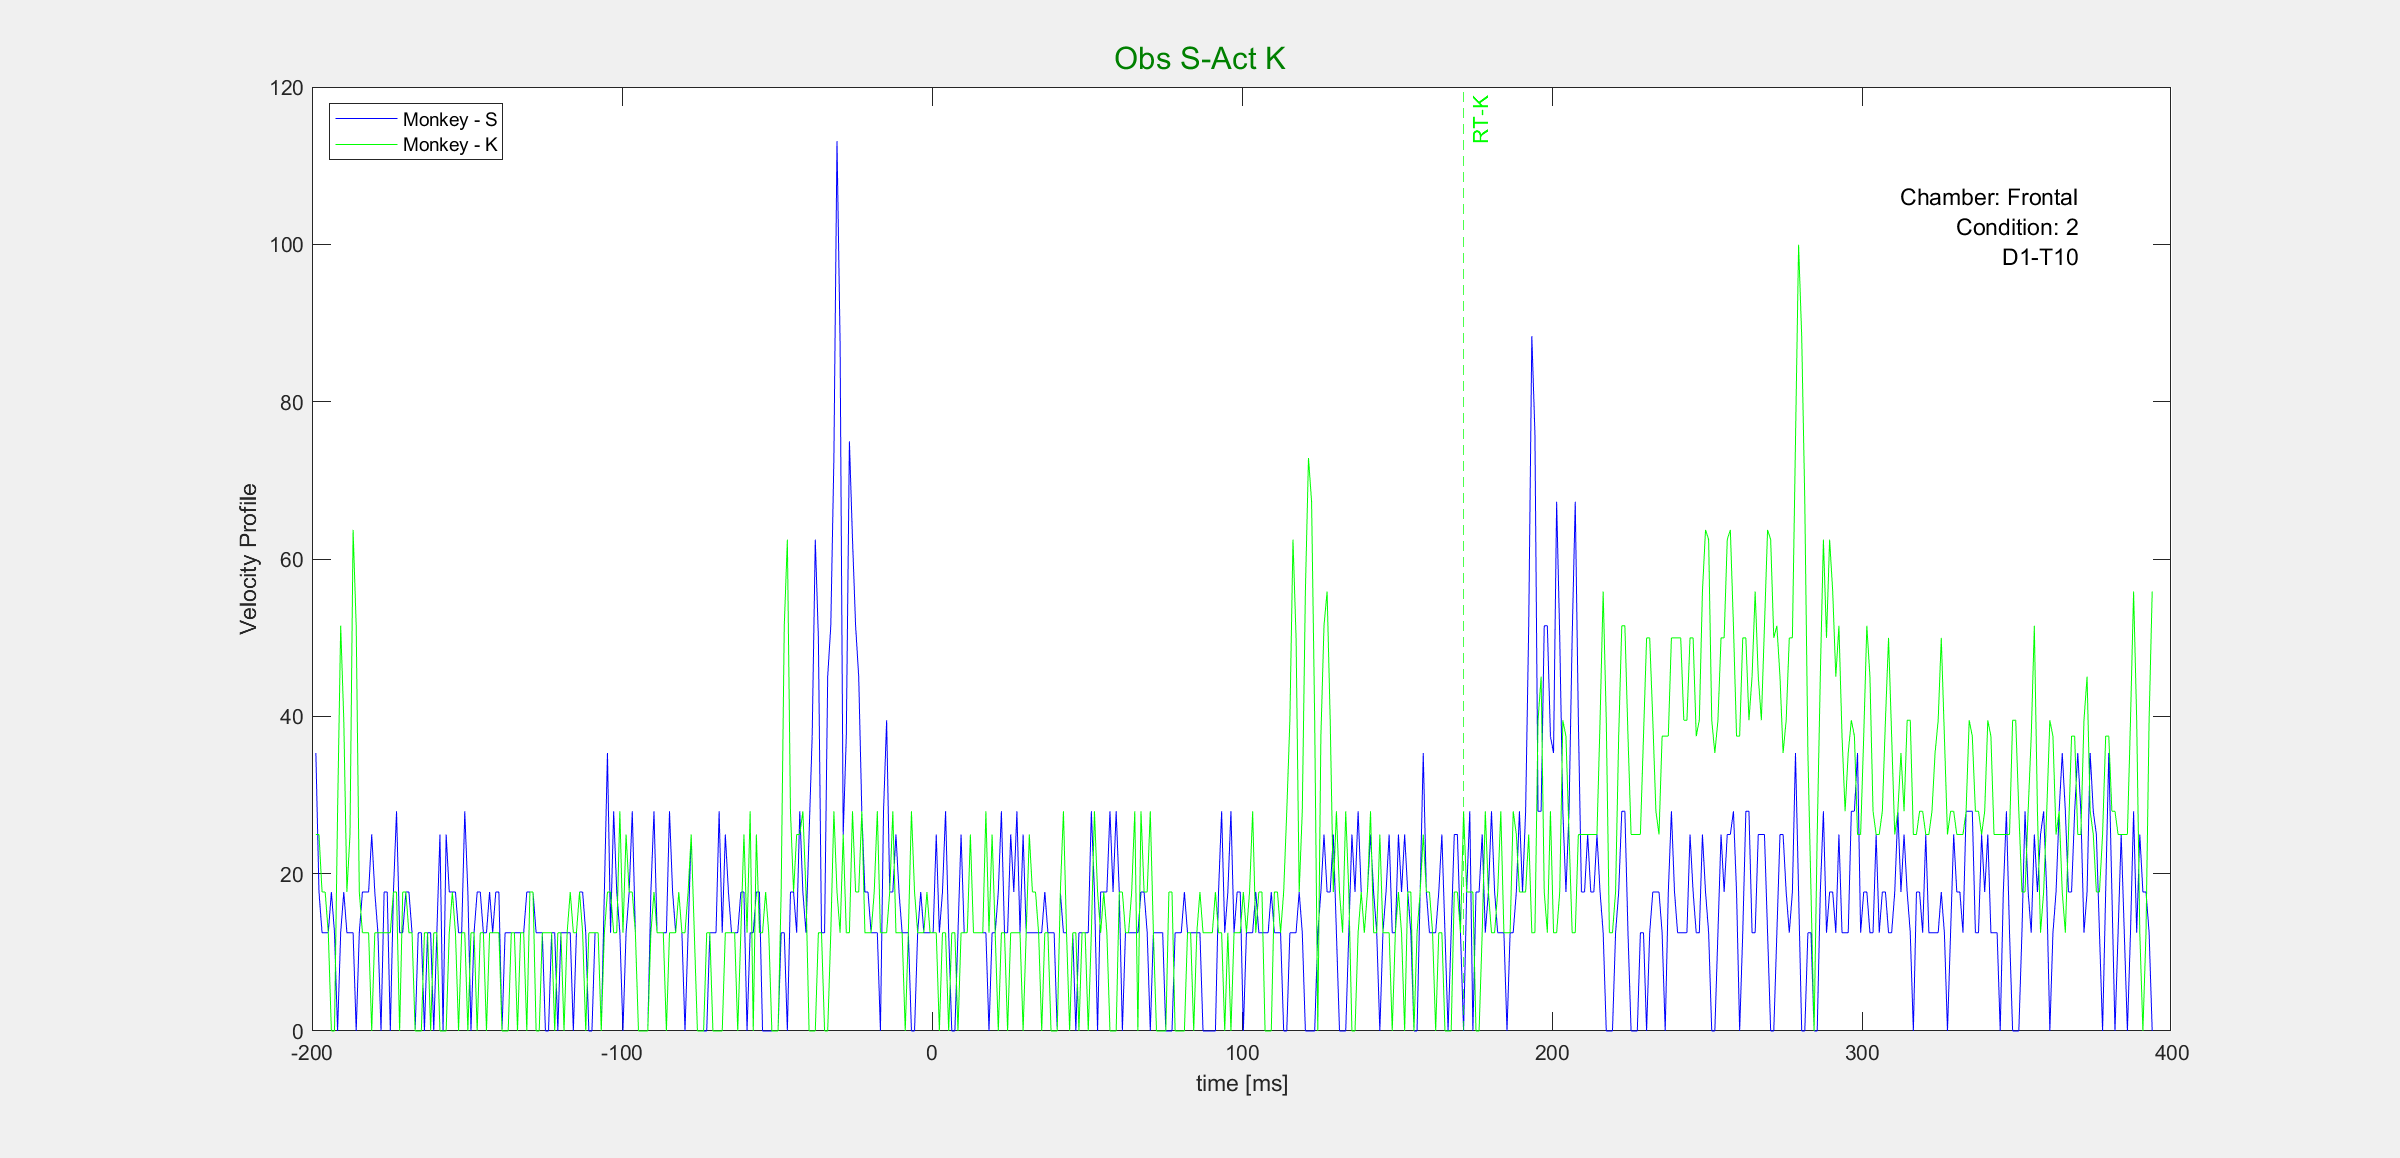 Obs S-Act K
120
100
80
60
40
20
0
Velocity Profile
Monkey - S
Monkey - K
RT-K
Chamber: Frontal
Condition: 2
D1-T10
-200
-100
0
100
200
300
400
time [ms]